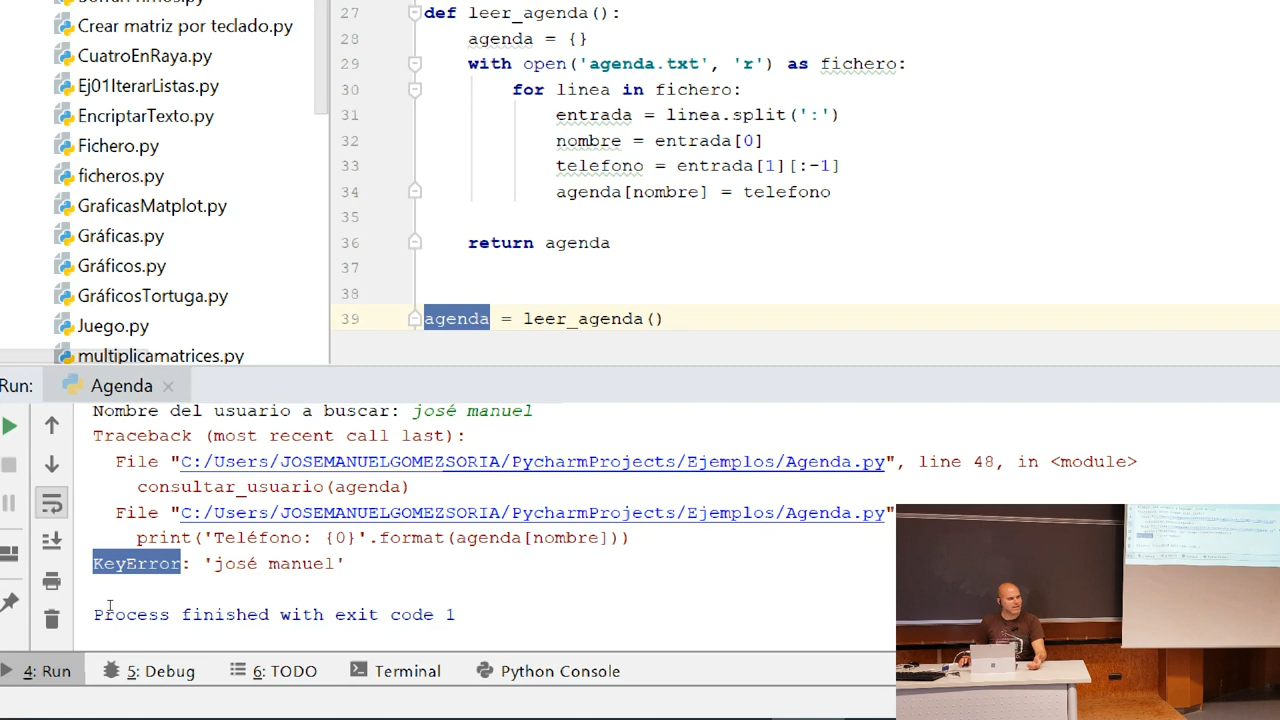 Crear matriz por teclado.py
CuatroEnRaya.py
Ej01IterarListas.py
EncriptarTexto.py
Fichero.py
ficheros.py
GraficasMatplot.py
Gráficas.py
Gráficos.py
GráficosTortuga.py
Juego.py
multiplicamatrices.py
27 def leer_agenda():
28 agenda = {}
29 with open('agenda.txt', 'r') as fichero:
30 for linea in fichero:
31 entrada = linea.split(':')
32 nombre = entrada[0]
33 telefono = entrada[1][:-1]
34 agenda[nombre] = telefono
35
36 return agenda
37
38
39 agenda = leer_agenda()
Run: Agenda
Nombre del usuario a buscar: josé manuel
Traceback (most recent call last):
File "C:/Users/JOSEMANUELGOMEZSORIA/PycharmProjects/Ejemplos/Agenda.py", line 48, in <module>
consultar_usuario(agenda)
File "C:/Users/JOSEMANUELGOMEZSORIA/PycharmProjects/Ejemplos/Agenda.py"
print('Teléfono: {0}'.format(agenda[nombre]))
KeyError: 'josé manuel'
Process finished with exit code 1
4: Run 5: Debug 6: TODO Terminal Python Console